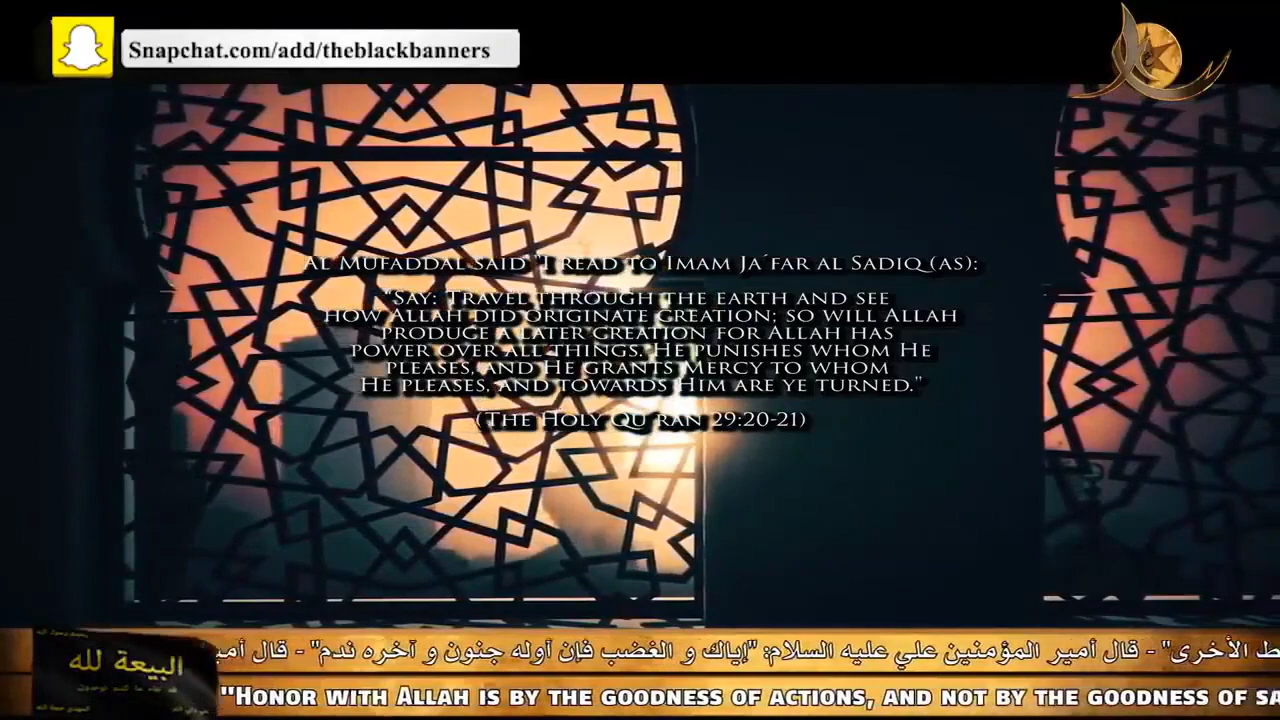 Snapchat.com/add/theblackbanners
AL MUFADDAL SAID "I READ TO IMAM JA´FAR AL SADIQ (AS):
"SAY: TRAVEL THROUGH THE EARTH AND SEE
HOW ALLAH DID ORIGINATE CREATION; SO WILL ALLAH
PRODUCE A LATER CREATION FOR ALLAH HAS
POWER OVER ALL THINGS. HE PUNISHES WHOM HE
PLEASES, AND HE GRANTS MERCY TO WHOM
HE PLEASES, AND TOWARDS HIM ARE YE TURNED."
(THE HOLY QU´RAN 29:20-21)
ط الأخرى" - قال أمير المؤمنين علي عليه السلام: "إياك و الغضب فإن أوله جنون و آخره ندم" - قال أمي
البيعة لله
"HONOR WITH ALLAH IS BY THE GOODNESS OF ACTIONS, AND NOT BY THE GOODNESS OF SA